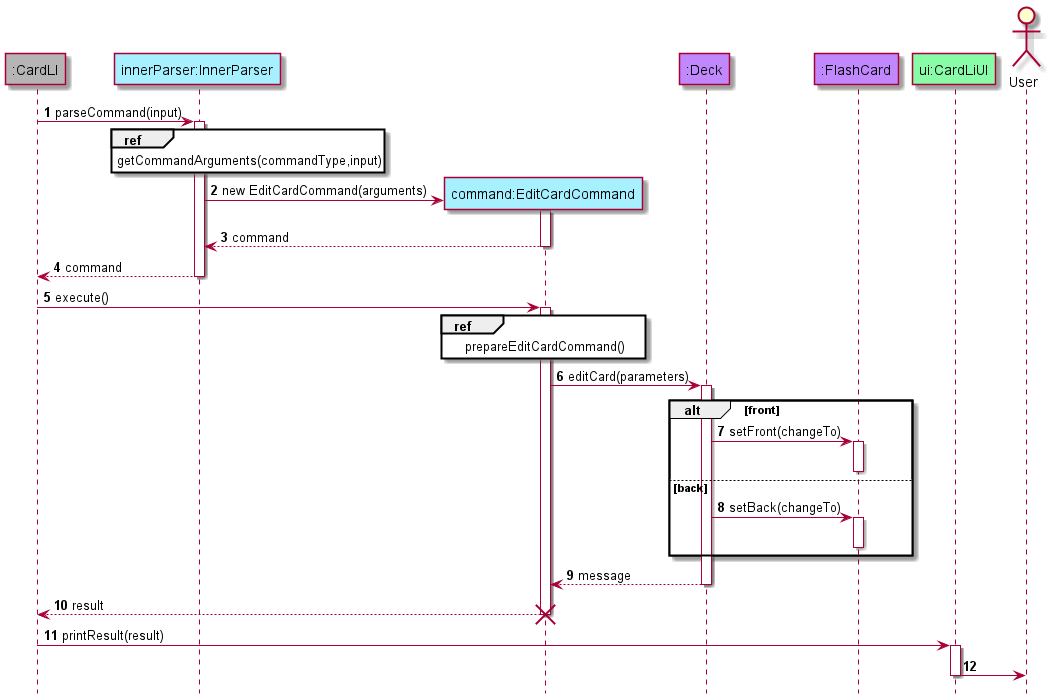 :CardLI
innerParser:InnerParser
:Deck
:FlashCard
ui:CardLiUI
User
1 parseCommand(input)
ref
getCommandArguments(commandType,input)
2 new EditCardCommand(arguments)
command:EditCardCommand
3 command
4 command
5 execute()
ref
prepareEditCardCommand()
6 editCard(parameters)
alt [front]
7 setFront(changeTo)
[back]
8 setBack(changeTo)
9 message
10 result
11 printResult(result)
12